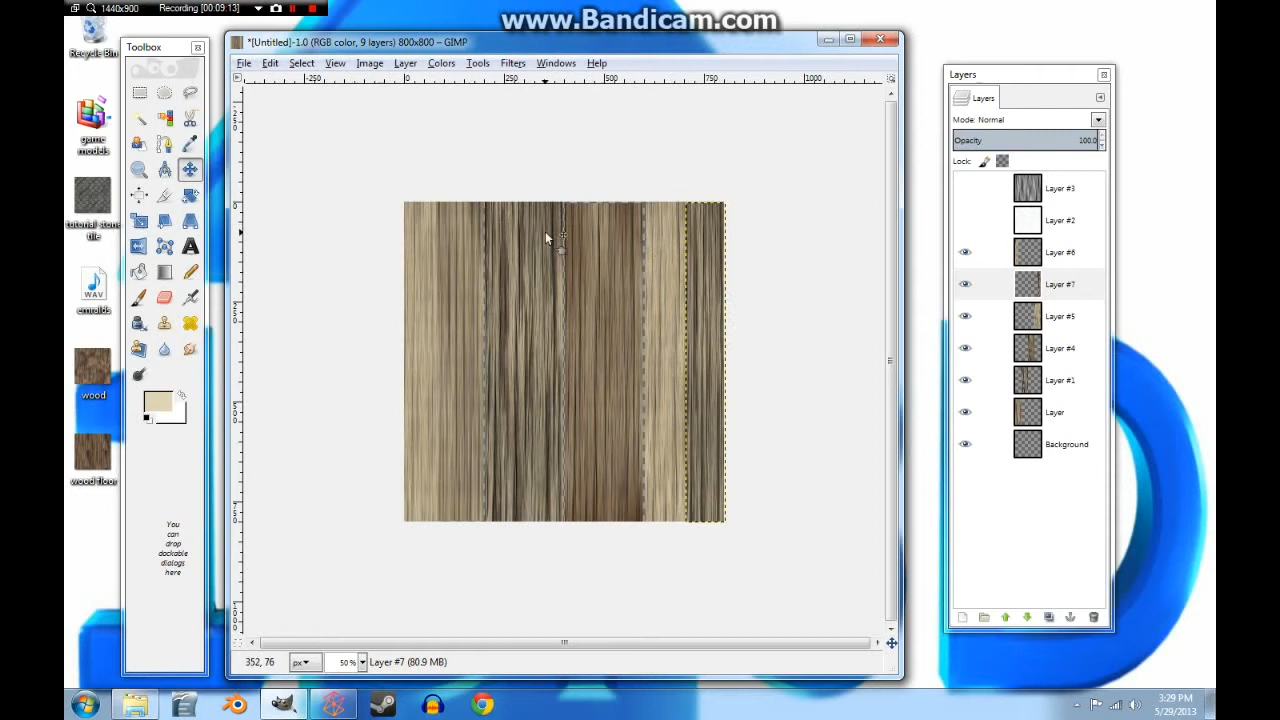 1440x900 Recording [00:09:13]
www.Bandicam.com
Recycle Bin
game models
tutorial stone tile
emralds
wood
wood floor
Toolbox
You can drop dockable dialogs here
*[Untitled]-1.0 (RGB color, 9 layers) 800x800 – GIMP
File Edit Select View Image Layer Colors Tools Filters Windows Help
-250 0 250 500 750 1000
352, 76 px 50% Layer #7 (80.9 MB)
Layers
Layers
Mode: Normal
Opacity 100.0
Lock:
Layer #3
Layer #2
Layer #6
Layer #7
Layer #5
Layer #4
Layer #1
Layer
Background
WAV
3:29 PM
5/29/2013